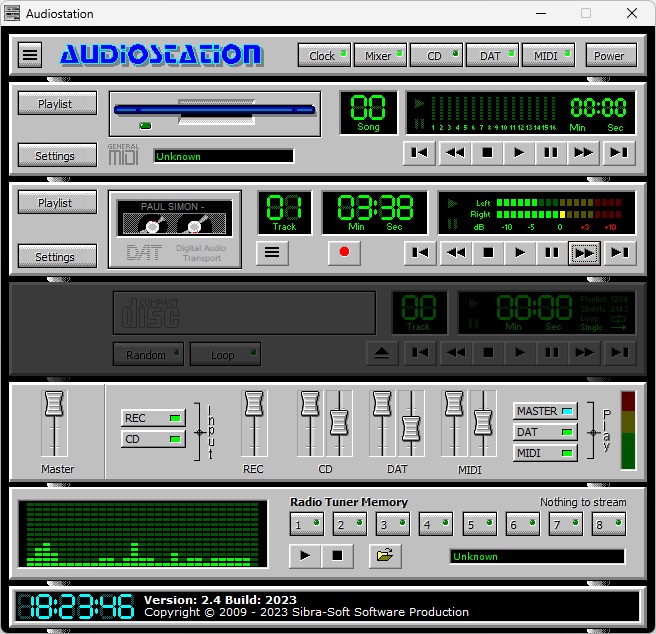 Audiostation
AUDIOSTATION
Clock Mixer CD DAT MIDI Power
Playlist
00
Song
1 2 3 4 5 6 7 8 9 10 11 12 13 14 15 16
00:00
Min Sec
Settings
GENERAL
MIDI
Unknown
Playlist
PAUL SIMON -
DAT
Digital Audio
Transport
01
Track
03:38
Min Sec
Left
Right
dB -10 -5 0 +3 +10
Settings
COMPACT
disc
00
Track
00:00
Min Sec
Playlist 1234
Shuffle 2143
Loop
Single
Random Loop
Master
REC
CD
Input
REC
CD
DAT
MIDI
MASTER
DAT
MIDI
Play
Radio Tuner Memory Nothing to stream
1 2 3 4 5 6 7 8
Unknown
18:23:46
Version: 2.4 Build: 2023
Copyright © 2009 - 2023 Sibra-Soft Software Production